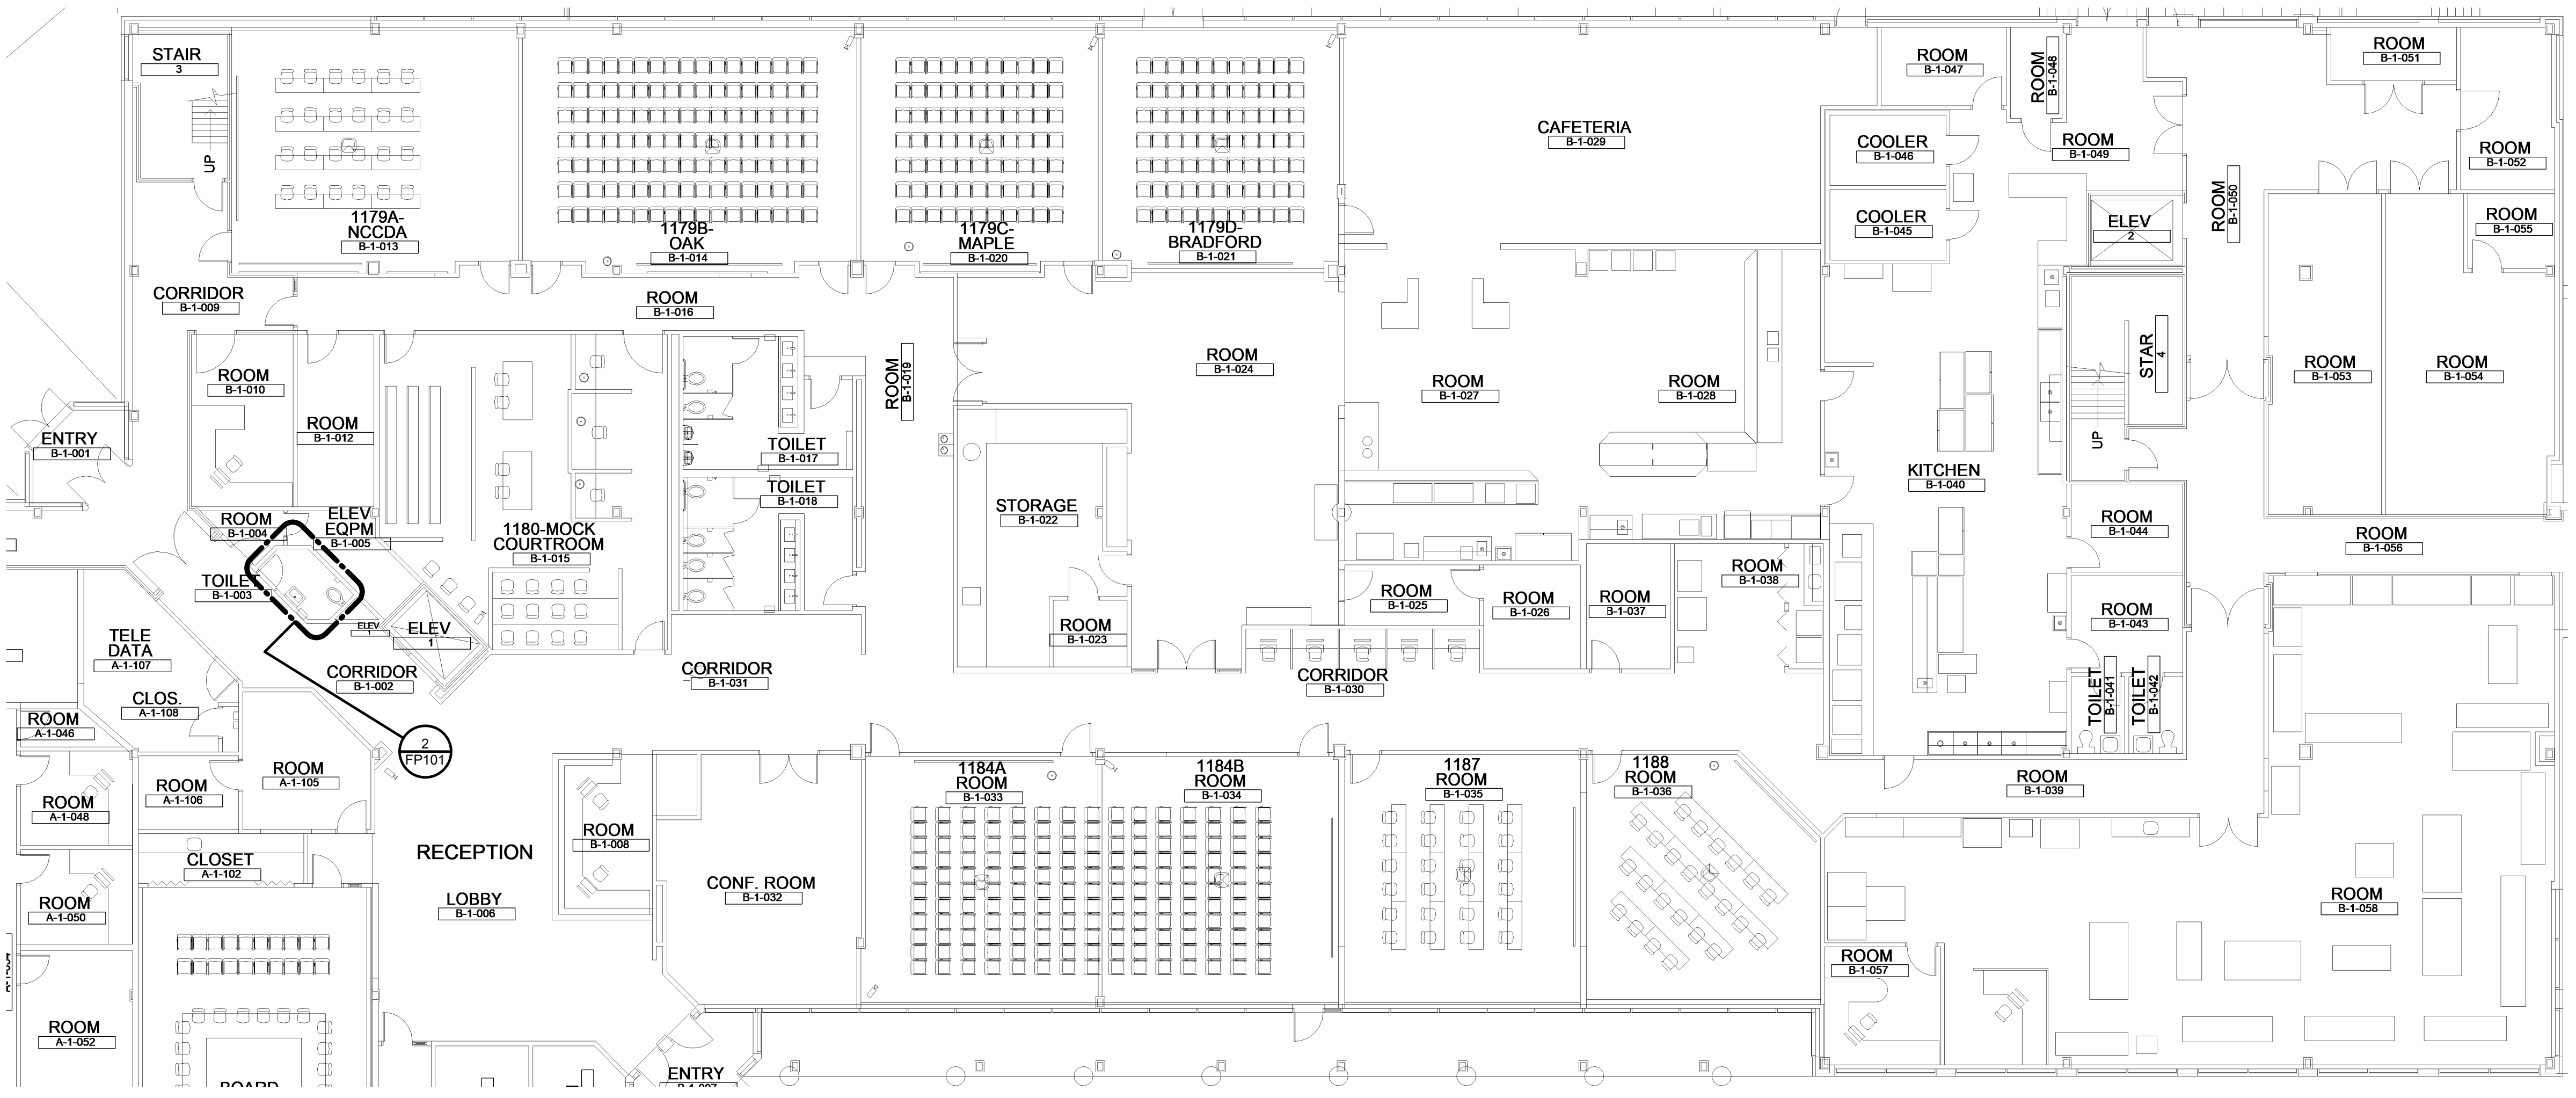 STAIR
3
1179A-
NCCDA
B-1-013
1179B-
OAK
B-1-014
1179C-
MAPLE
B-1-020
1179D-
BRADFORD
B-1-021
CAFETERIA
B-1-029
ROOM
B-1-047
ROOM
B-1-048
ROOM
B-1-049
COOLER
B-1-046
COOLER
B-1-045
ELEV
2
ROOM
B-1-050
ROOM
B-1-051
ROOM
B-1-052
ROOM
B-1-055
UP
CORRIDOR
B-1-009
ROOM
B-1-016
ROOM
B-1-010
ROOM
B-1-012
ENTRY
B-1-001
ROOM
B-1-004
ELEV
EQPM
B-1-005
1180-MOCK
COURTROOM
B-1-015
TOILET
B-1-017
TOILET
B-1-018
ROOM
B-1-019
ROOM
B-1-024
STORAGE
B-1-022
ROOM
B-1-023
ROOM
B-1-027
ROOM
B-1-028
KITCHEN
B-1-040
STAR
4
UP
ROOM
B-1-053
ROOM
B-1-054
ROOM
B-1-044
ROOM
B-1-056
ROOM
B-1-043
TOILET
B-1-041
TOILET
B-1-042
TOILET
B-1-003
ELEV
1
ELEV
1
TELE
DATA
A-1-107
CLOS.
A-1-108
CORRIDOR
B-1-002
CORRIDOR
B-1-031
CORRIDOR
B-1-030
ROOM
B-1-025
ROOM
B-1-026
ROOM
B-1-037
ROOM
B-1-038
ROOM
A-1-046
2
FP101
ROOM
A-1-048
ROOM
A-1-106
ROOM
A-1-105
CLOSET
A-1-102
ROOM
A-1-050
ROOM
A-1-052
RECEPTION
LOBBY
B-1-006
ROOM
B-1-008
CONF. ROOM
B-1-032
1184A
ROOM
B-1-033
1184B
ROOM
B-1-034
1187
ROOM
B-1-035
1188
ROOM
B-1-036
ROOM
B-1-039
ROOM
B-1-058
ROOM
B-1-057
ENTRY
B-1-007
BOARD